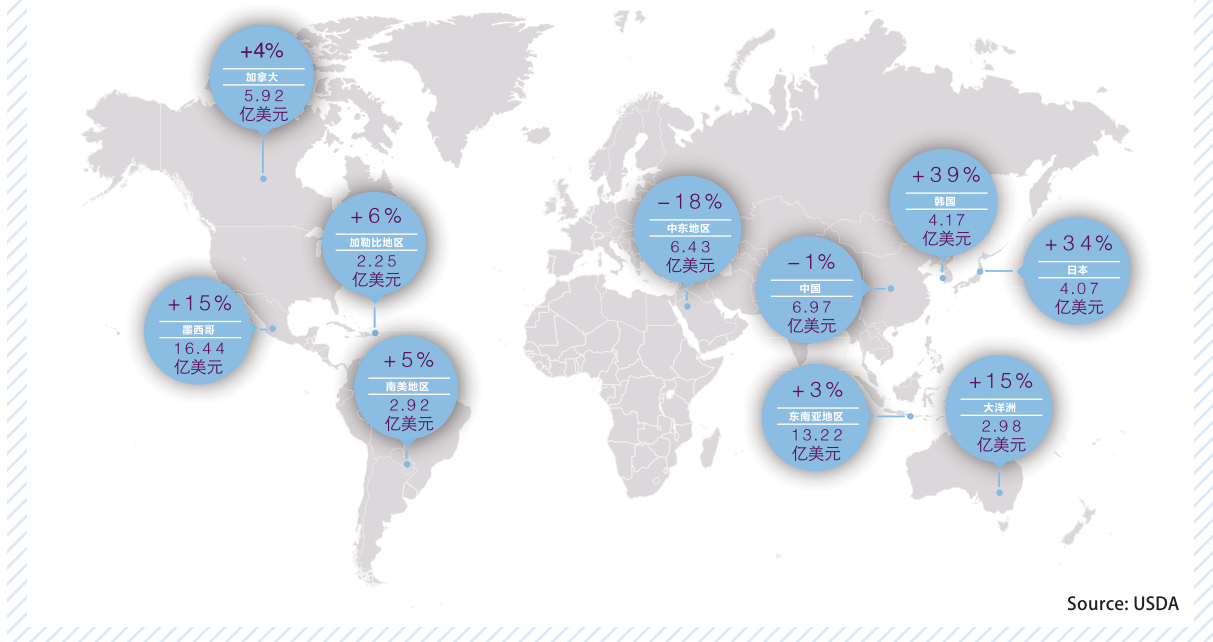 +4%
加拿大
5.92
亿美元
+6%
加勒比地区
2.25
亿美元
+15%
墨西哥
16.44
亿美元
+5%
南美地区
2.92
亿美元
-18%
中东地区
6.43
亿美元
-1%
中国
6.97
亿美元
+39%
韩国
4.17
亿美元
+34%
日本
4.07
亿美元
+3%
东南亚地区
13.22
亿美元
+15%
大洋洲
2.98
亿美元
Source: USDA